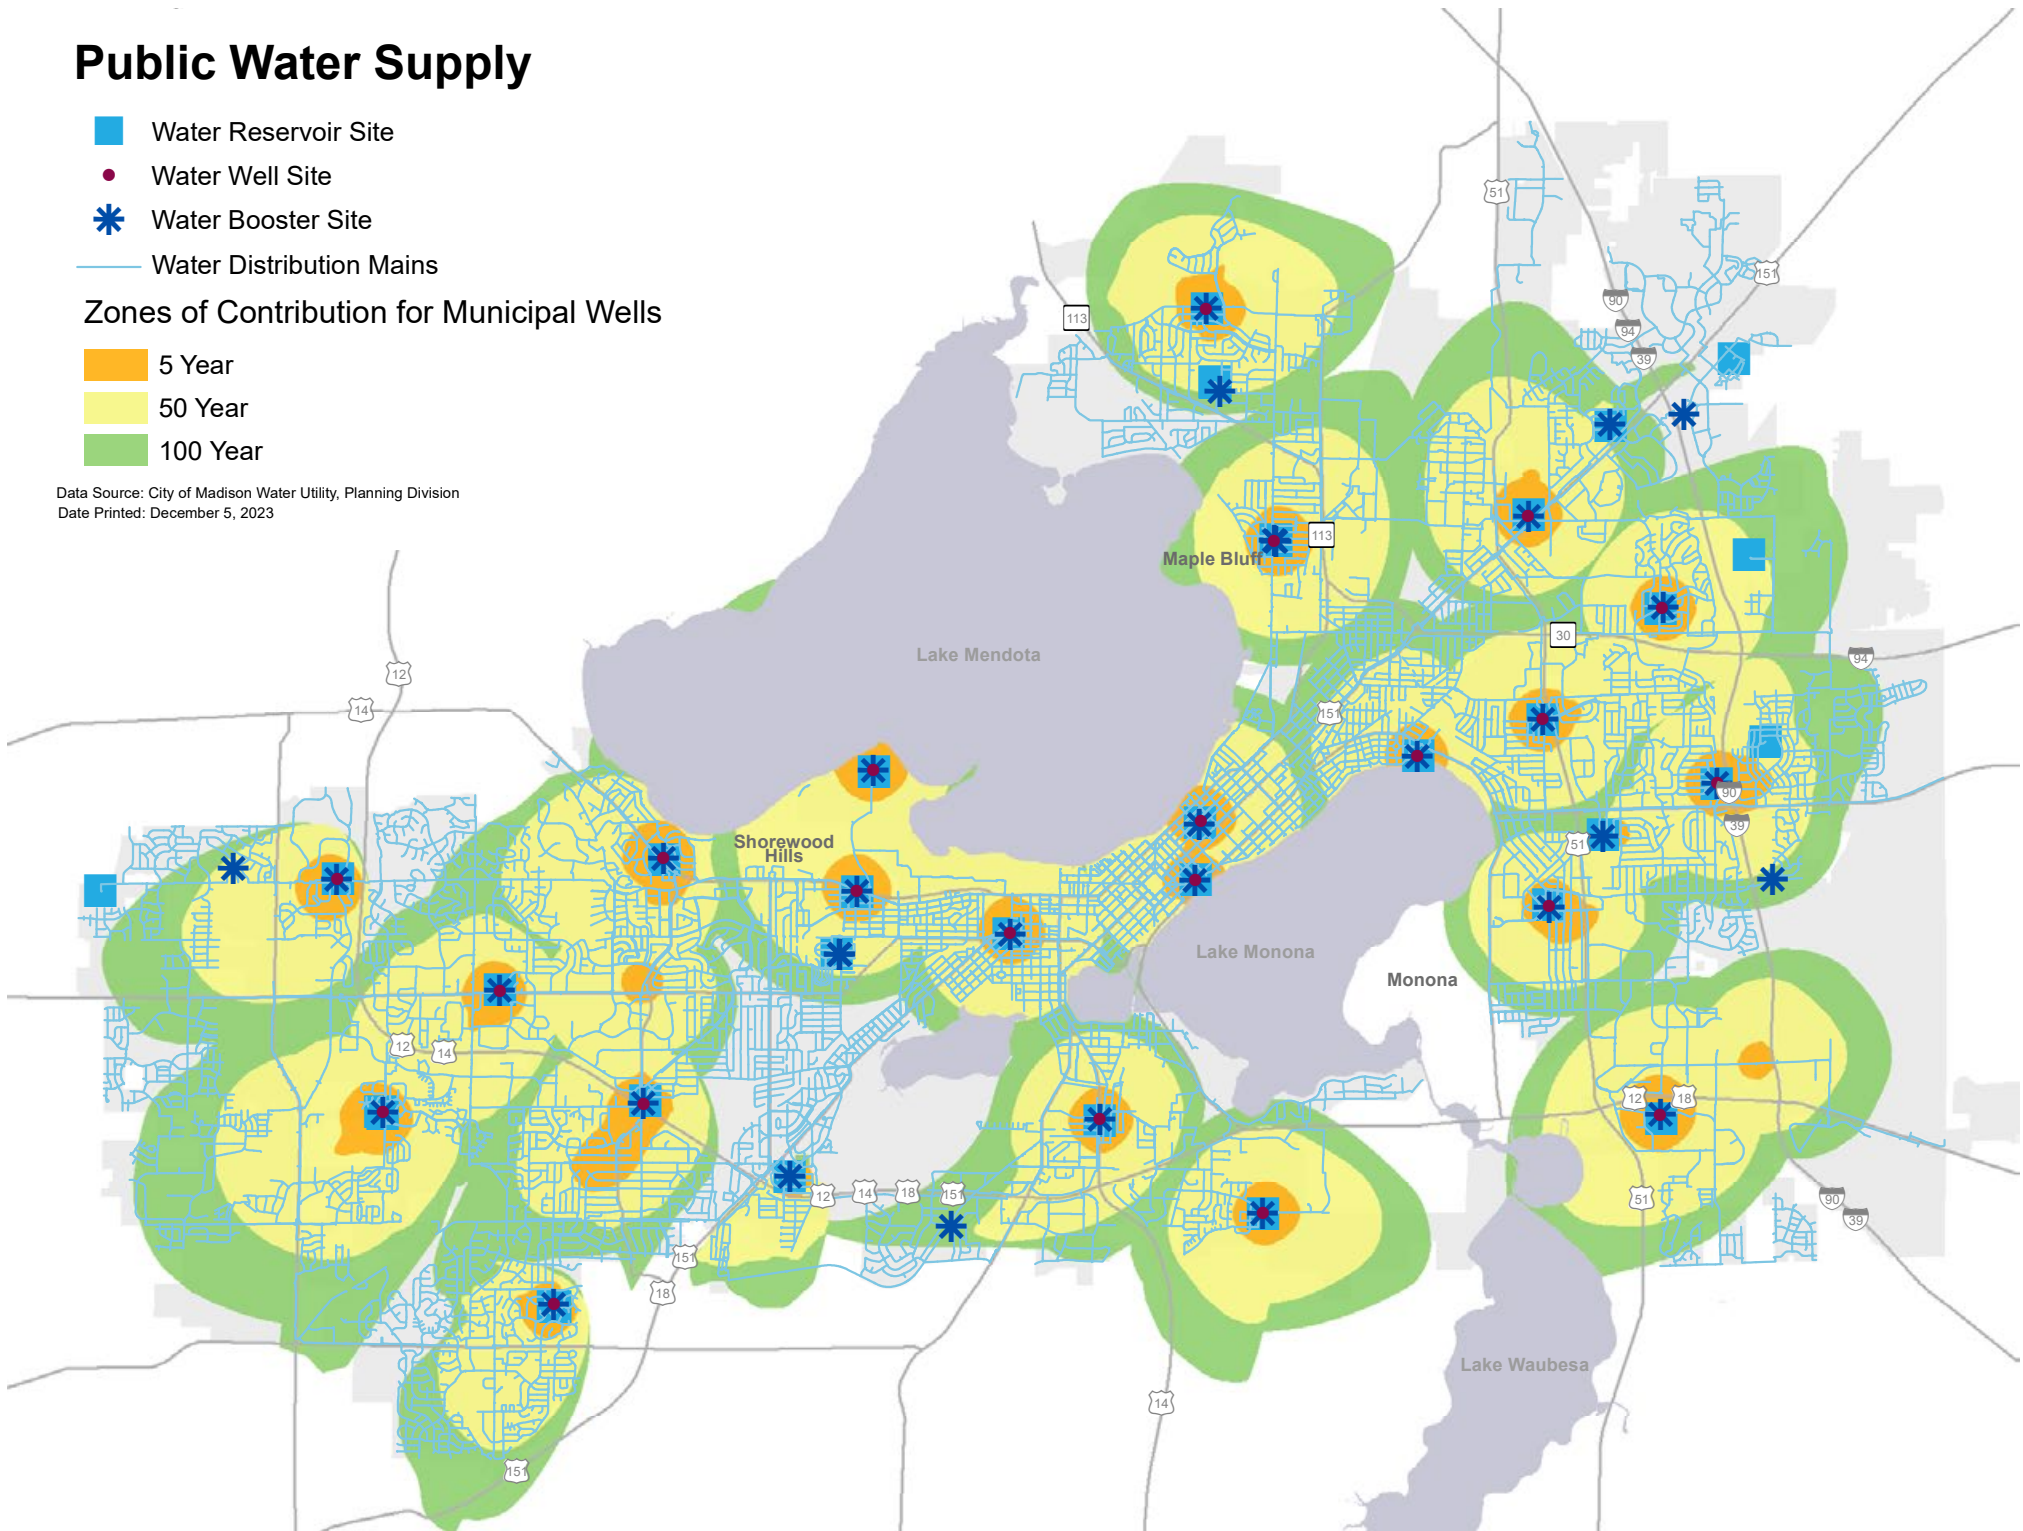 Public Water Supply
Water Reservoir Site
Water Well Site
Water Booster Site
Water Distribution Mains
Zones of Contribution for Municipal Wells
5 Year
50 Year
100 Year
Data Source: City of Madison Water Utility, Planning Division
Date Printed: December 5, 2023
51
151
90
94
39
113
113
Maple Bluff
30
94
Lake Mendota
12
14
151
90
39
51
Shorewood
Hills
Lake Monona
Monona
12
14
12
18
12
14
18
151
51
90
39
151
18
Lake Waubesa
14
151